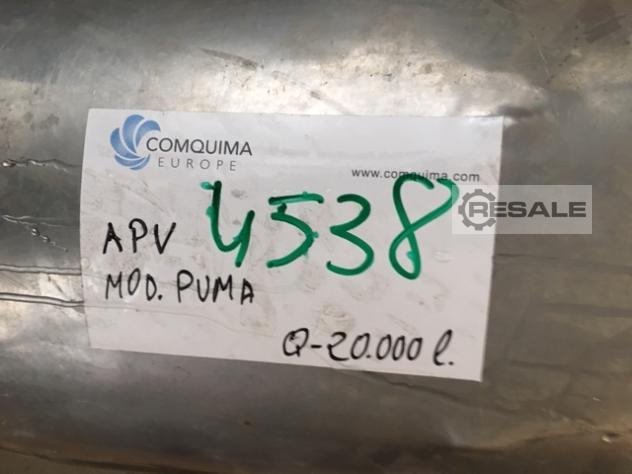 COMQUIMA
EUROPE
www.comquima.com
RESALE
APV 4538
MOD. PUMA
Q-20.000 l.